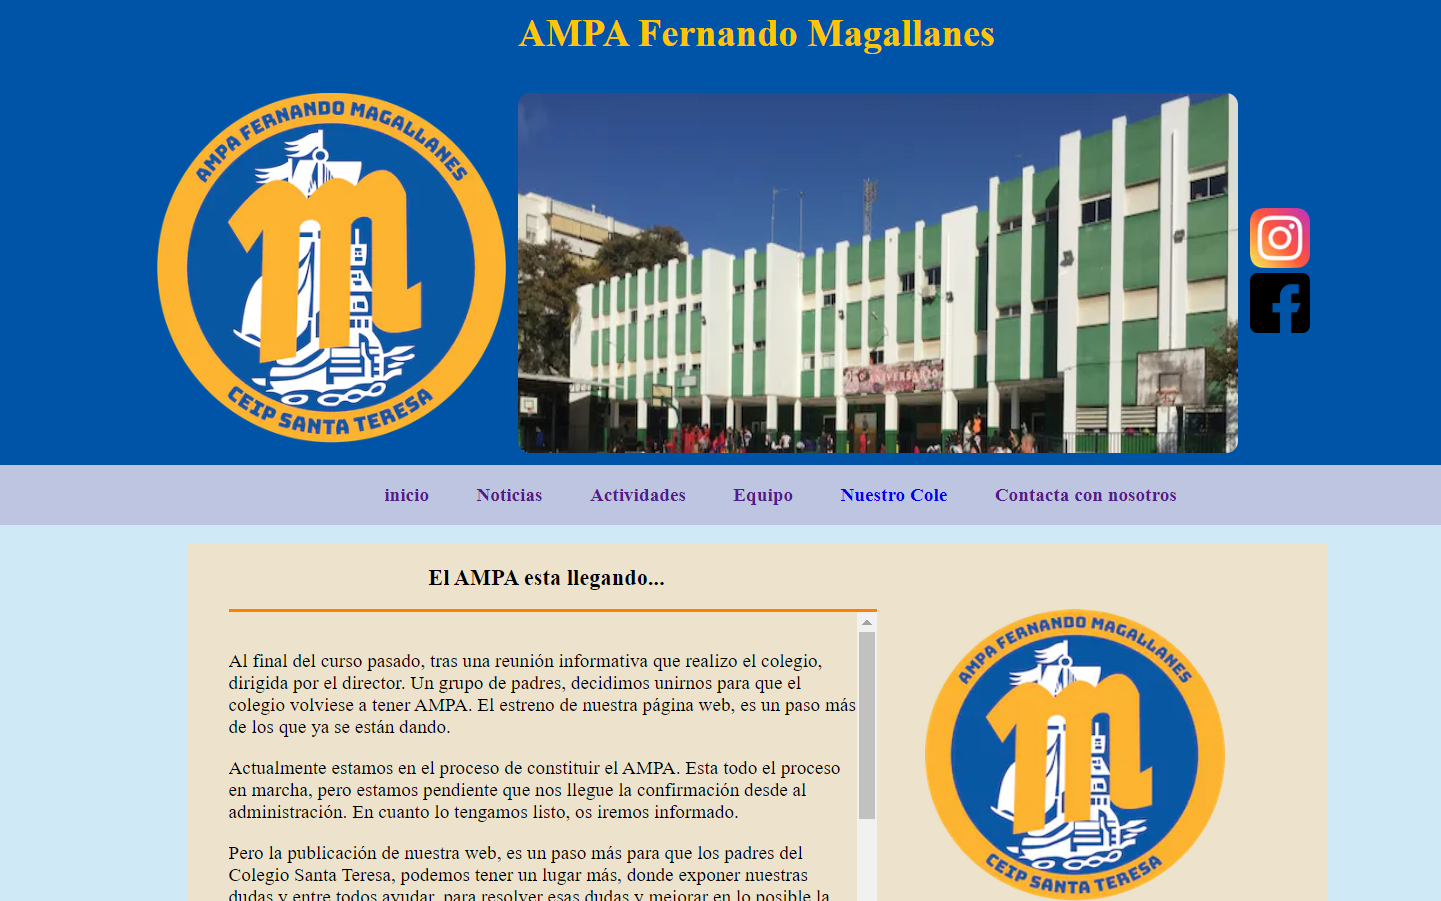 AMPA Fernando Magallanes
AMPA FERNANDO MAGALLANES
m
CEIP SANTA TERESA
ANIVERSARIO
inicio Noticias Actividades Equipo Nuestro Cole Contacta con nosotros
El AMPA esta llegando...
Al final del curso pasado, tras una reunión informativa que realizo el colegio,
dirigida por el director. Un grupo de padres, decidimos unirnos para que el
colegio volviese a tener AMPA. El estreno de nuestra página web, es un paso más
de los que ya se están dando.
Actualmente estamos en el proceso de constituir el AMPA. Esta todo el proceso
en marcha, pero estamos pendiente que nos llegue la confirmación desde al
administración. En cuanto lo tengamos listo, os iremos informado.
Pero la publicación de nuestra web, es un paso más para que los padres del
Colegio Santa Teresa, podemos tener un lugar más, donde exponer nuestras
dudas y entre todos ayudar, para resolver esas dudas y mejorar en lo posible la
AMPA FERNANDO MAGALLANES
m
CEIP SANTA TERESA